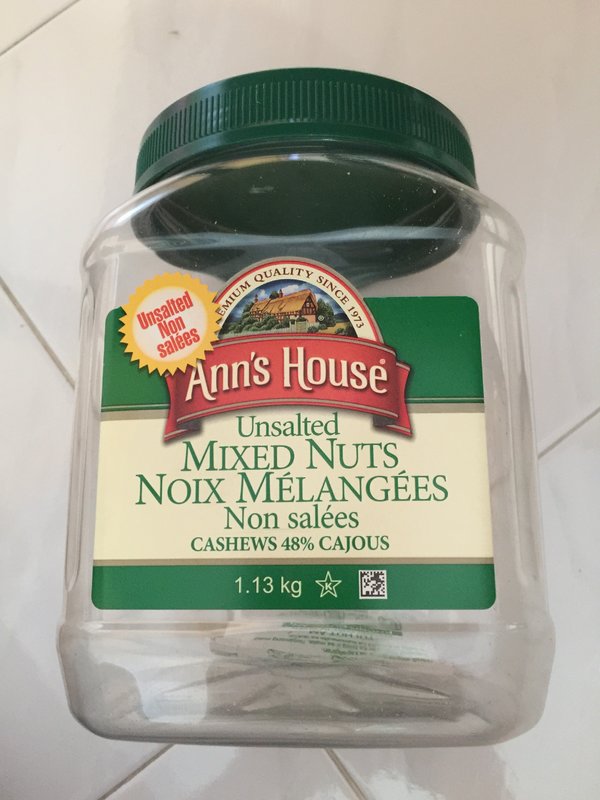 EMIUM QUALITY SINCE 1973
Unsalted
Non
salées
Ann's House
Unsalted
MIXED NUTS
NOIX MÉLANGÉES
Non salées
CASHEWS 48% CAJOUS
1.13 kg K